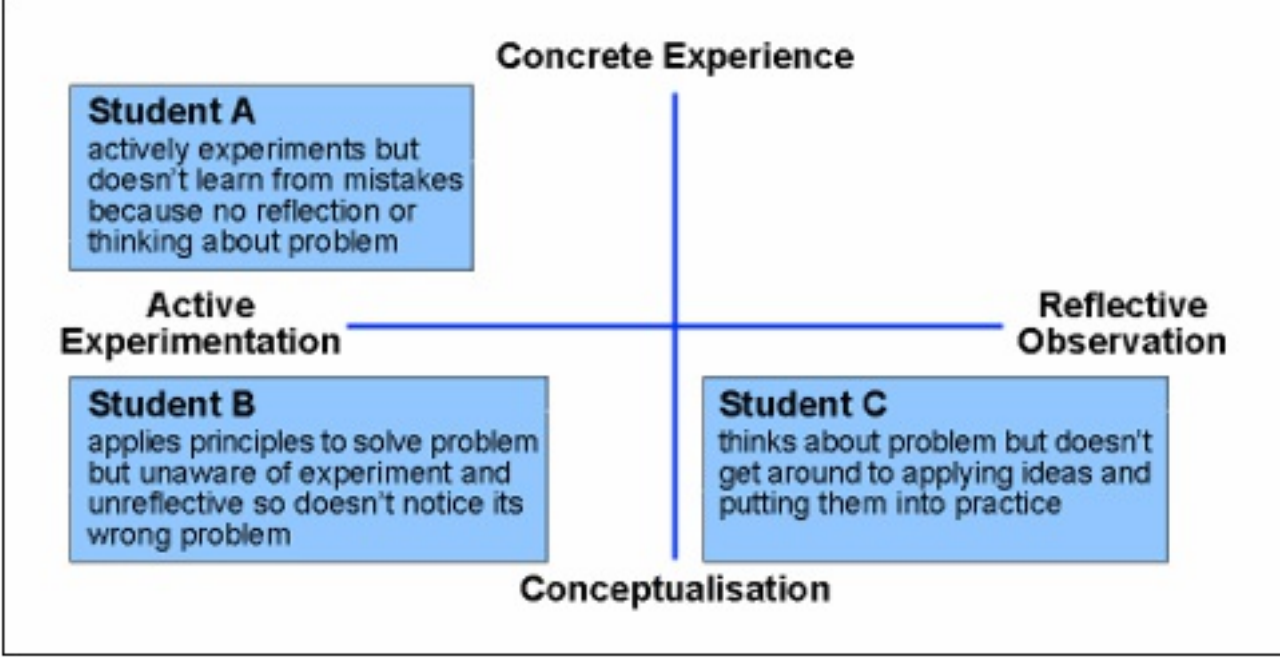 Concrete Experience
Student A
actively experiments but
doesn't learn from mistakes
because no reflection or
thinking about problem
Active
Experimentation
Reflective
Observation
Student B
applies principles to solve problem
but unaware of experiment and
unreflective so doesn't notice its
wrong problem
Student C
thinks about problem but doesn't
get around to applying ideas and
putting them into practice
Conceptualisation